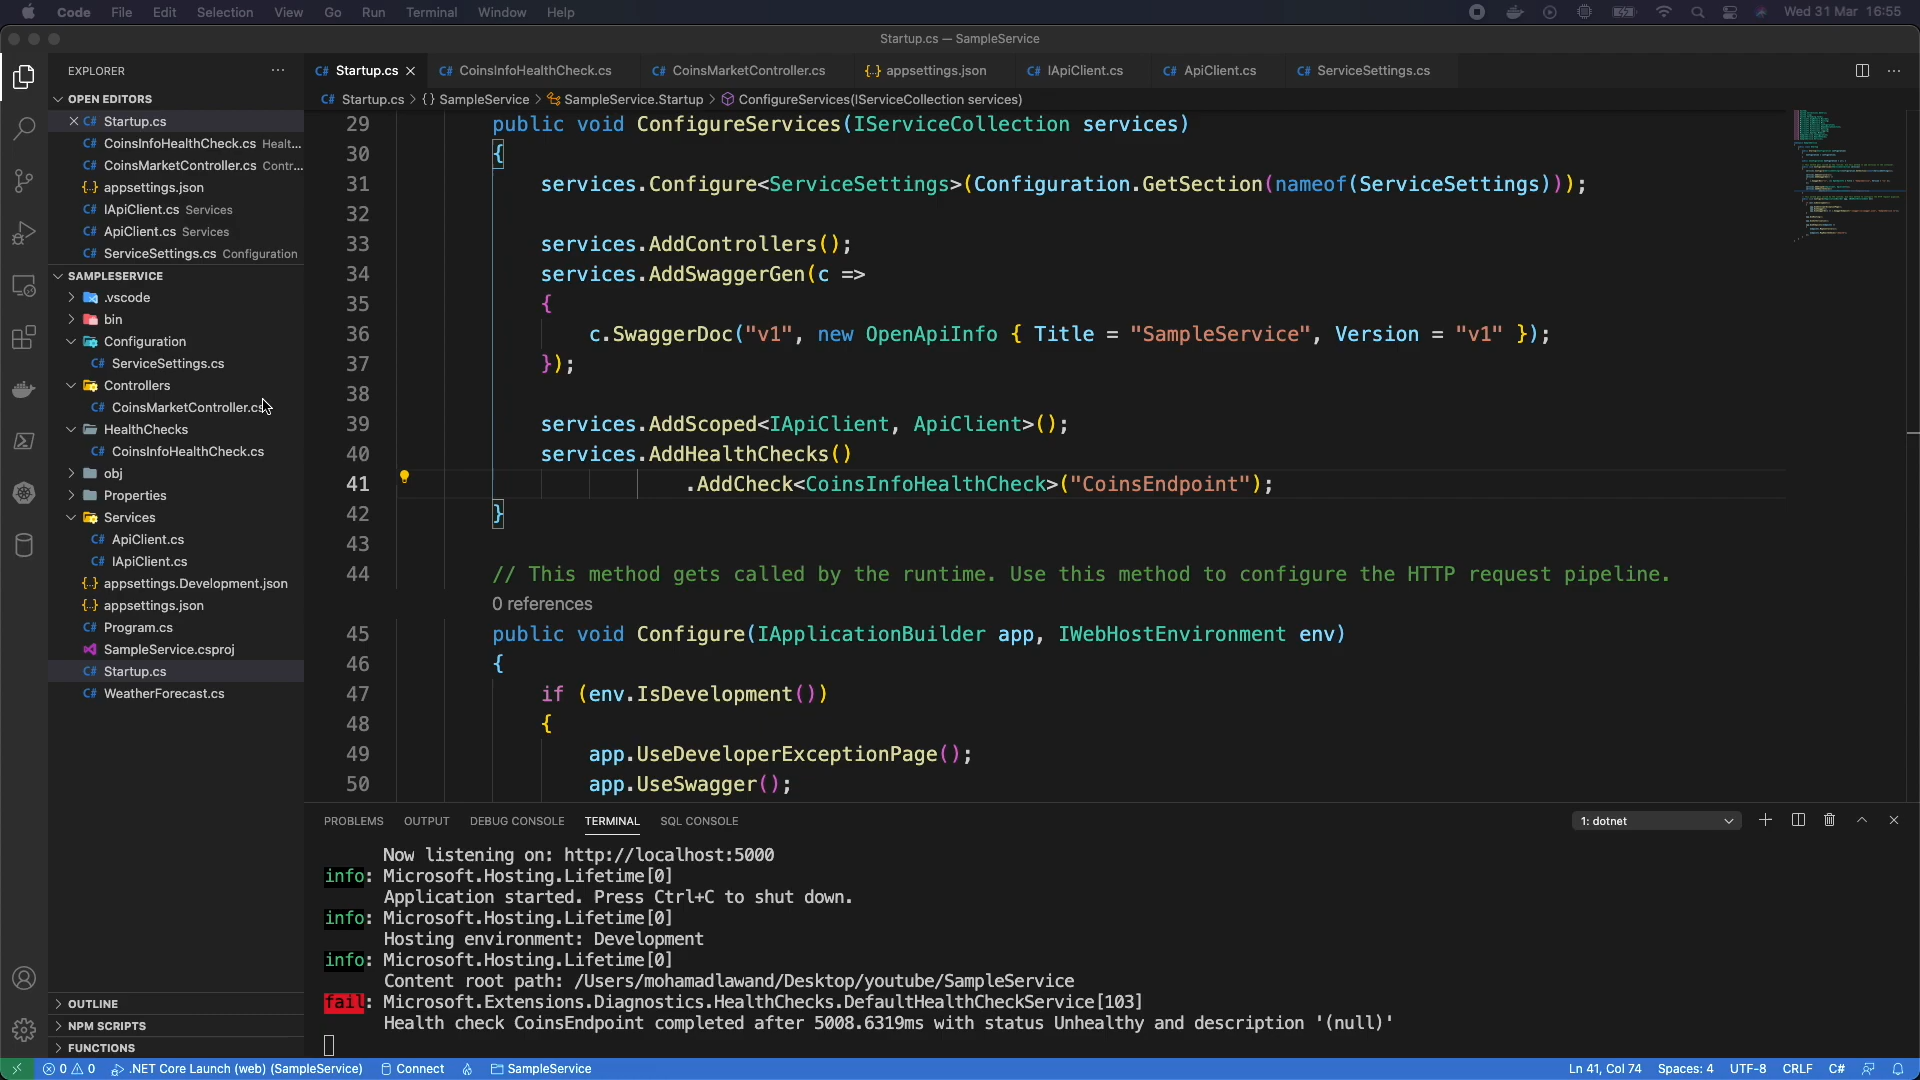 Code File Edit Selection View Go Run Terminal Window Help Wed 31 Mar 16:55
Startup.cs — SampleService
EXPLORER
C# Startup.cs
C# CoinsInfoHealthCheck.cs
C# CoinsMarketController.cs
{..} appsettings.json
C# IApiClient.cs
C# ApiClient.cs
C# ServiceSettings.cs
C# Startup.cs > {} SampleService > SampleService.Startup > ConfigureServices(IServiceCollection services)
OPEN EDITORS
C# Startup.cs
C# CoinsInfoHealthCheck.cs Healt...
C# CoinsMarketController.cs Contr...
{..} appsettings.json
C# IApiClient.cs Services
C# ApiClient.cs Services
C# ServiceSettings.cs Configuration
SAMPLESERVICE
.vscode
bin
Configuration
C# ServiceSettings.cs
Controllers
C# CoinsMarketController.cs
HealthChecks
C# CoinsInfoHealthCheck.cs
obj
Properties
Services
C# ApiClient.cs
C# IApiClient.cs
{..} appsettings.Development.json
{..} appsettings.json
C# Program.cs
SampleService.csproj
C# Startup.cs
C# WeatherForecast.cs
OUTLINE
NPM SCRIPTS
FUNCTIONS
29 public void ConfigureServices(IServiceCollection services)
30 {
31 services.Configure<ServiceSettings>(Configuration.GetSection(nameof(ServiceSettings)));
32
33 services.AddControllers();
34 services.AddSwaggerGen(c =>
35 {
36 c.SwaggerDoc("v1", new OpenApiInfo { Title = "SampleService", Version = "v1" });
37 });
38
39 services.AddScoped<IApiClient, ApiClient>();
40 services.AddHealthChecks()
41 .AddCheck<CoinsInfoHealthCheck>("CoinsEndpoint");
42 }
43
44 // This method gets called by the runtime. Use this method to configure the HTTP request pipeline.
0 references
45 public void Configure(IApplicationBuilder app, IWebHostEnvironment env)
46 {
47 if (env.IsDevelopment())
48 {
49 app.UseDeveloperExceptionPage();
50 app.UseSwagger();
PROBLEMS OUTPUT DEBUG CONSOLE TERMINAL SQL CONSOLE 1: dotnet
Now listening on: http://localhost:5000
info: Microsoft.Hosting.Lifetime[0]
Application started. Press Ctrl+C to shut down.
info: Microsoft.Hosting.Lifetime[0]
Hosting environment: Development
info: Microsoft.Hosting.Lifetime[0]
Content root path: /Users/mohamadlawand/Desktop/youtube/SampleService
fail: Microsoft.Extensions.Diagnostics.HealthChecks.DefaultHealthCheckService[103]
Health check CoinsEndpoint completed after 5008.6319ms with status Unhealthy and description '(null)'
0 0 .NET Core Launch (web) (SampleService) Connect SampleService Ln 41, Col 74 Spaces: 4 UTF-8 CRLF C#